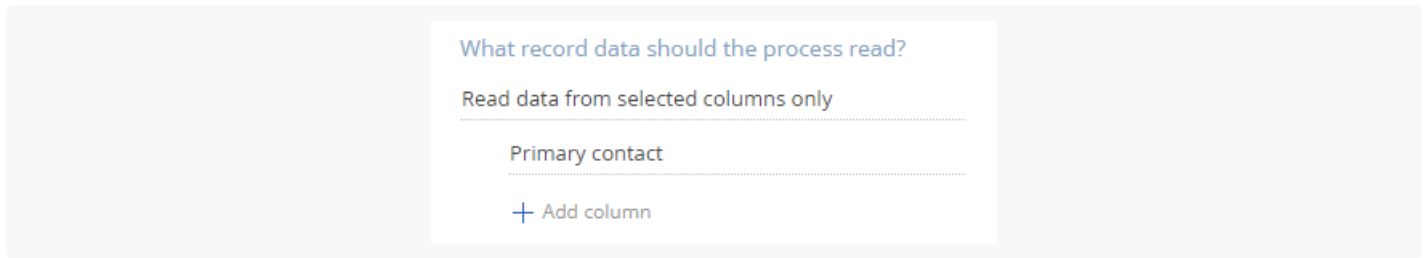 What record data should the process read?
Read data from selected columns only
Primary contact
Add column